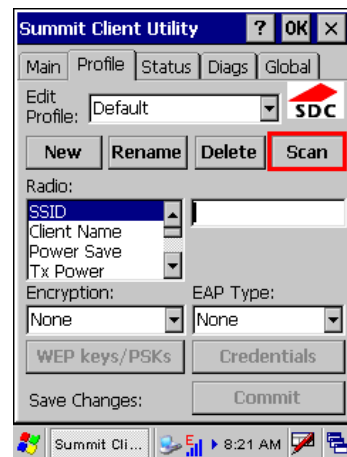 Summit Client Utility ? OK ×
Main Profile Status Diags Global
Edit
Profile: Default
SDC
New Rename Delete Scan
Radio:
SSID
Client Name
Power Save
Tx Power
Encryption: EAP Type:
None None
WEP keys/PSKs Credentials
Save Changes: Commit
Summit Cli... 8:21 AM